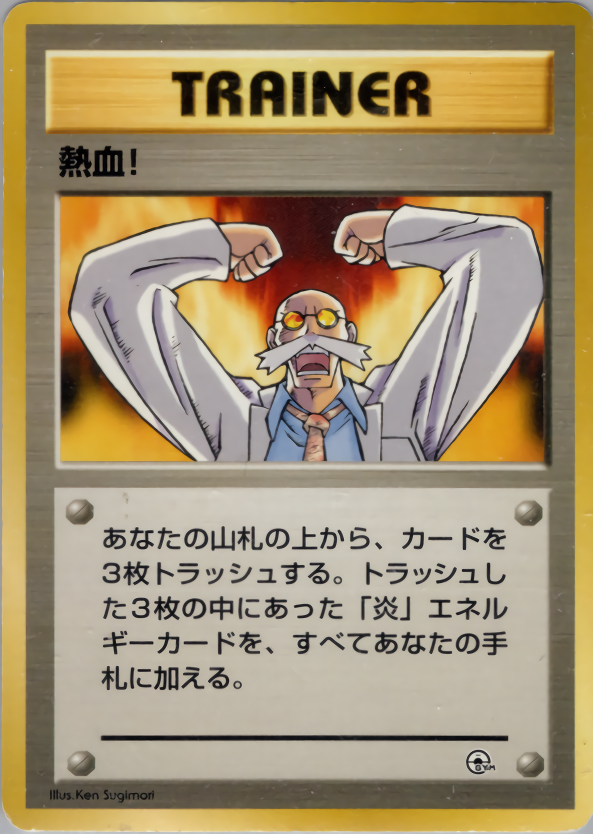 TRAINER
熱血!
あなたの山札の上から、カードを
3枚トラッシュする。トラッシュし
た3枚の中にあった「炎」エネル
ギーカードを、すべてあなたの手
札に加える。
GYM
Illus. Ken Sugimori